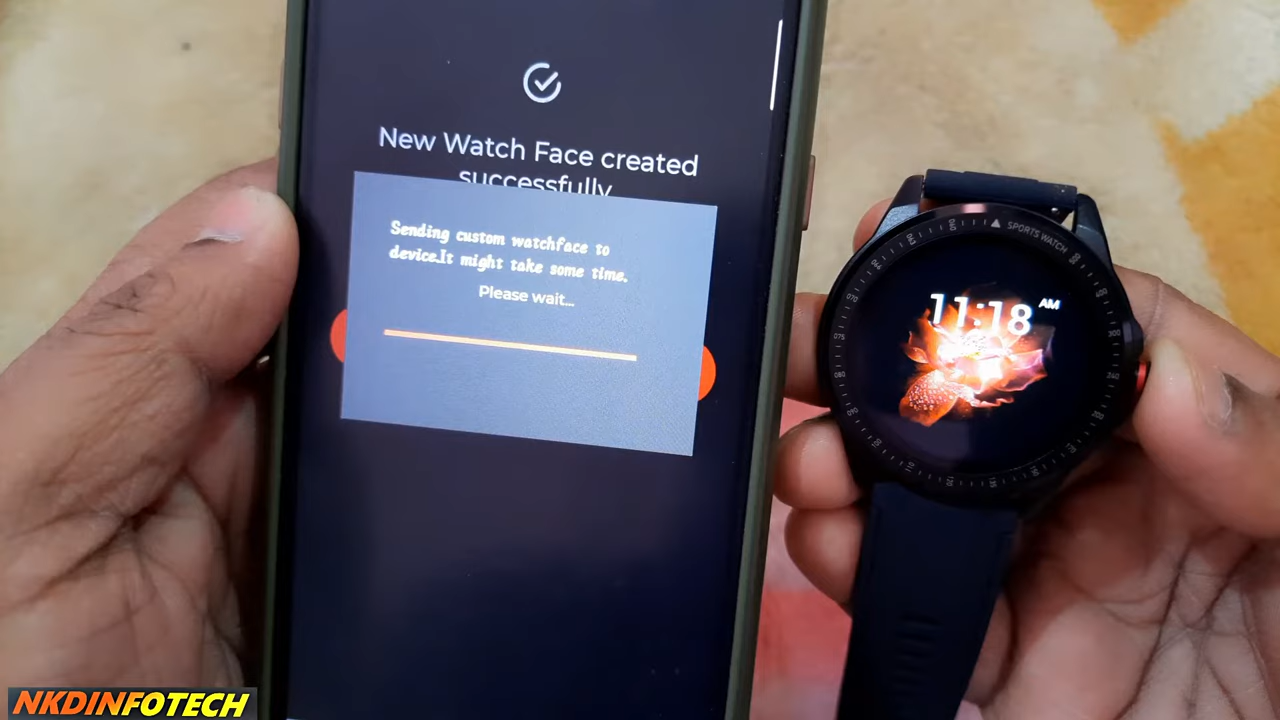 New Watch Face created
successfully
Sending custom watchface to
device.It might take some time.
Please wait...
SPORTS WATCH
11:18 AM
NKDINFOTECH